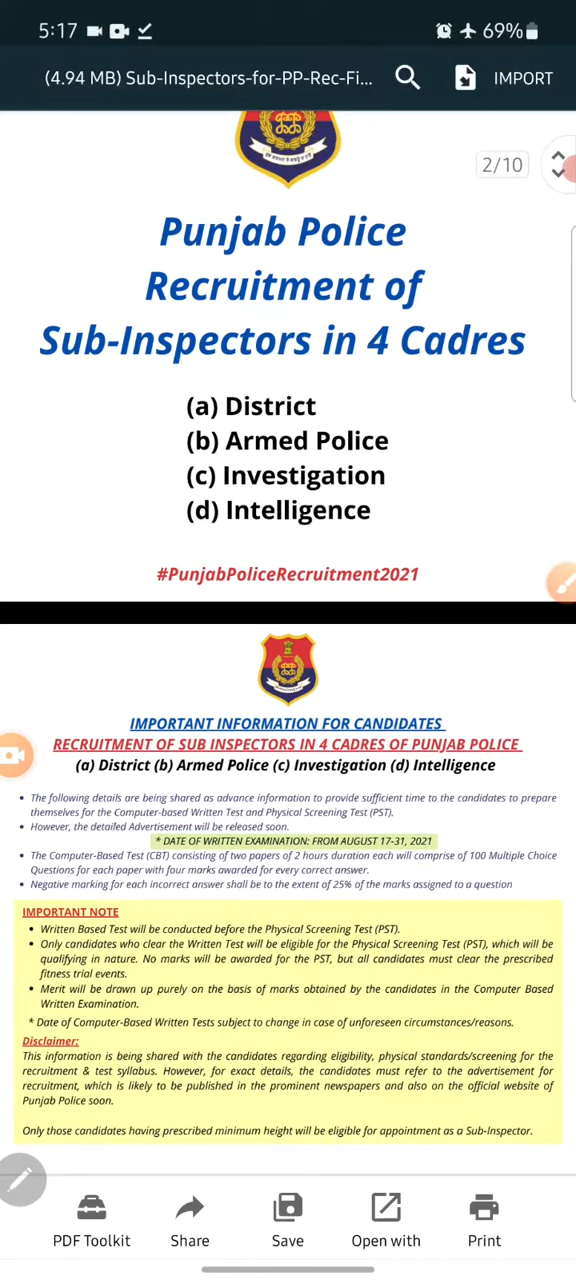 5:17
69%
(4.94 MB) Sub-Inspectors-for-PP-Rec-Fi...
IMPORT
2/10
Punjab Police
Recruitment of
Sub-Inspectors in 4 Cadres
(a) District
(b) Armed Police
(c) Investigation
(d) Intelligence
#PunjabPoliceRecruitment2021
IMPORTANT INFORMATION FOR CANDIDATES
RECRUITMENT OF SUB INSPECTORS IN 4 CADRES OF PUNJAB POLICE
(a) District (b) Armed Police (c) Investigation (d) Intelligence
• The following details are being shared as advance information to provide sufficient time to the candidates to prepare
themselves for the Computer-based Written Test and Physical Screening Test (PST).
• However, the detailed Advertisement will be released soon.
* DATE OF WRITTEN EXAMINATION: FROM AUGUST 17-31, 2021
• The Computer-Based Test (CBT) consisting of two papers of 2 hours duration each will comprise of 100 Multiple Choice
Questions for each paper with four marks awarded for every correct answer.
• Negative marking for each incorrect answer shall be to the extent of 25% of the marks assigned to a question
IMPORTANT NOTE
• Written Based Test will be conducted before the Physical Screening Test (PST).
• Only candidates who clear the Written Test will be eligible for the Physical Screening Test (PST), which will be
qualifying in nature. No marks will be awarded for the PST, but all candidates must clear the prescribed
fitness trial events.
• Merit will be drawn up purely on the basis of marks obtained by the candidates in the Computer Based
Written Examination.
* Date of Computer-Based Written Tests subject to change in case of unforeseen circumstances/reasons.
Disclaimer:
This information is being shared with the candidates regarding eligibility, physical standards/screening for the
recruitment & test syllabus. However, for exact details, the candidates must refer to the advertisement for
recruitment, which is likely to be published in the prominent newspapers and also on the official website of
Punjab Police soon.
Only those candidates having prescribed minimum height will be eligible for appointment as a Sub-Inspector.
PDF Toolkit
Share
Save
Open with
Print